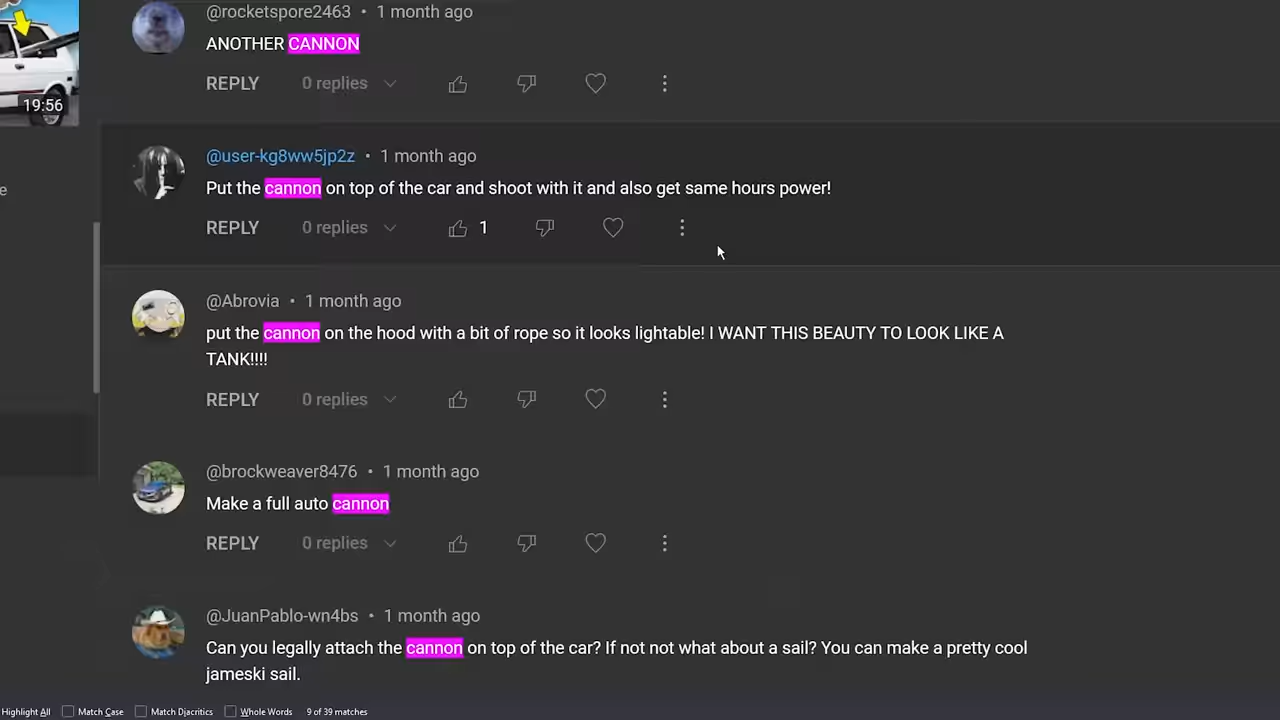 @rocketspore2463 • 1 month ago
ANOTHER CANNON
REPLY 0 replies
19:56
@user-kg8ww5jp2z • 1 month ago
Put the cannon on top of the car and shoot with it and also get same hours power!
e
REPLY 0 replies 1
@Abrovia • 1 month ago
put the cannon on the hood with a bit of rope so it looks lightable! I WANT THIS BEAUTY TO LOOK LIKE A
TANK!!!!
REPLY 0 replies
@brockweaver8476 • 1 month ago
Make a full auto cannon
REPLY 0 replies
@JuanPablo-wn4bs • 1 month ago
Can you legally attach the cannon on top of the car? If not not what about a sail? You can make a pretty cool
jameski sail.
Highlight All Match Case Match Diacritics Whole Words 9 of 39 matches